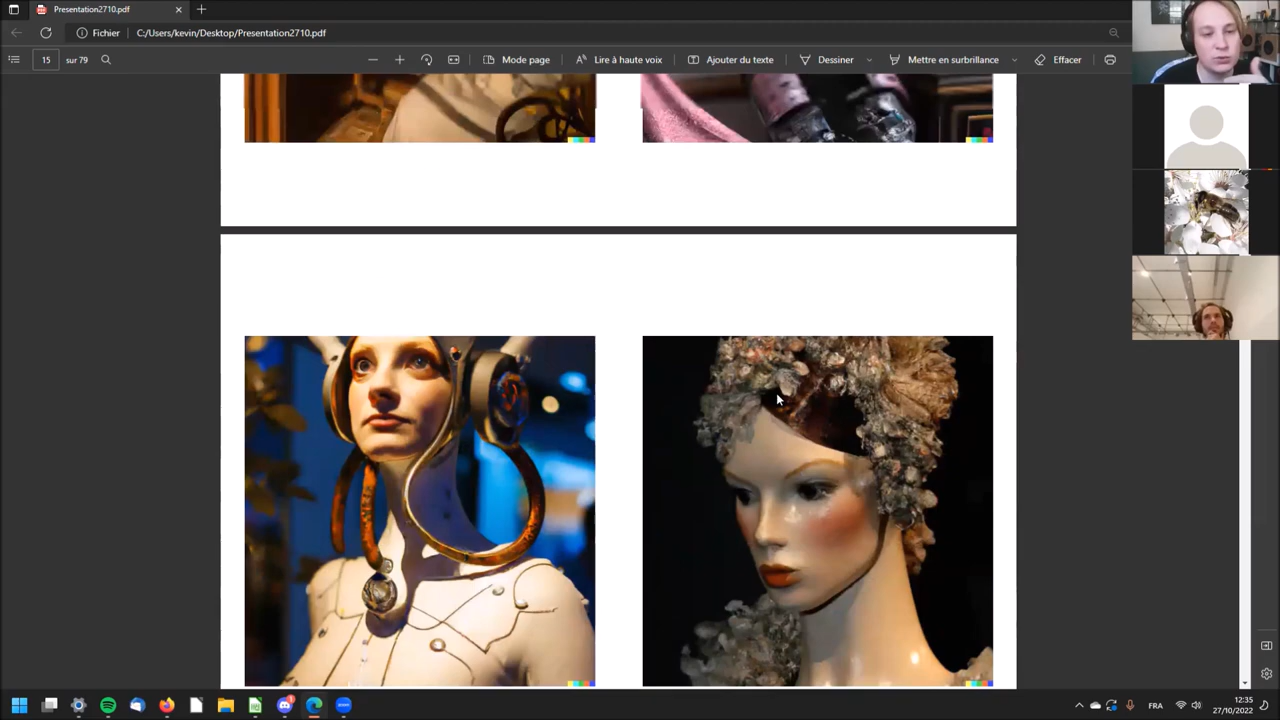 Presentation2710.pdf
Fichier
C:/Users/kevin/Desktop/Presentation2710.pdf
15
sur 79
Mode page
Lire à haute voix
Ajouter du texte
Dessiner
Mettre en surbrillance
Effacer
FRA
12:35
27/10/2022